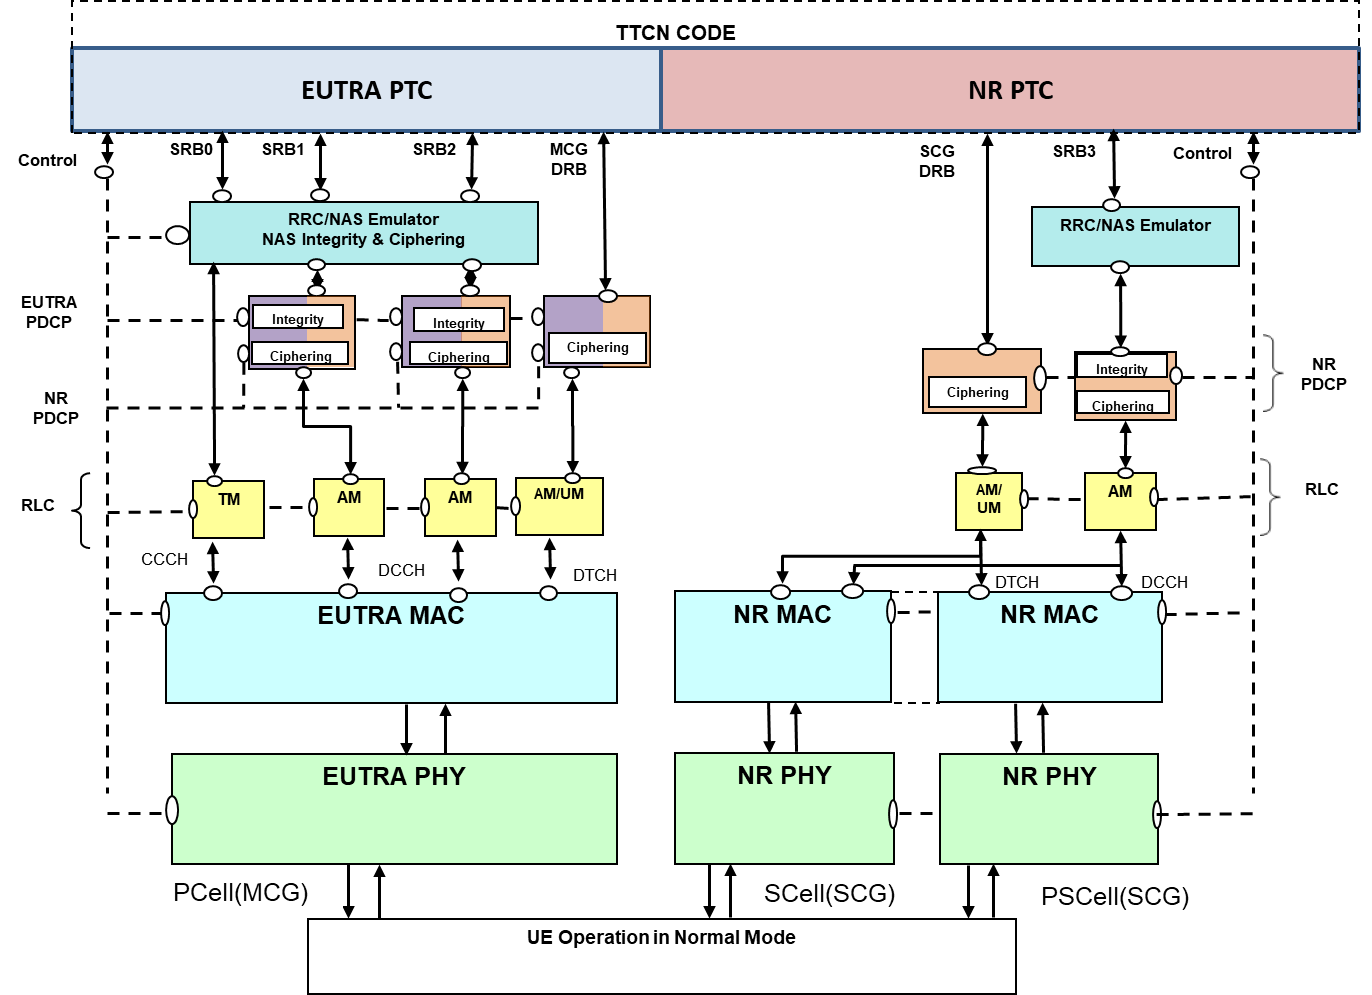 TTCN CODE
EUTRA PTC
NR PTC
Control
SRB0
SRB1
SRB2
MCG
DRB
SCG
DRB
SRB3
Control
RRC/NAS Emulator
NAS Integrity & Ciphering
RRC/NAS Emulator
EUTRA
PDCP
Integrity
Ciphering
Integrity
Ciphering
Ciphering
Ciphering
Integrity
Ciphering
NR
PDCP
NR
PDCP
RLC
TM
AM
AM
AM/UM
AM/
UM
AM
RLC
CCCH
DCCH
DTCH
DTCH
DCCH
EUTRA MAC
NR MAC
NR MAC
EUTRA PHY
NR PHY
NR PHY
PCell(MCG)
SCell(SCG)
PSCell(SCG)
UE Operation in Normal Mode